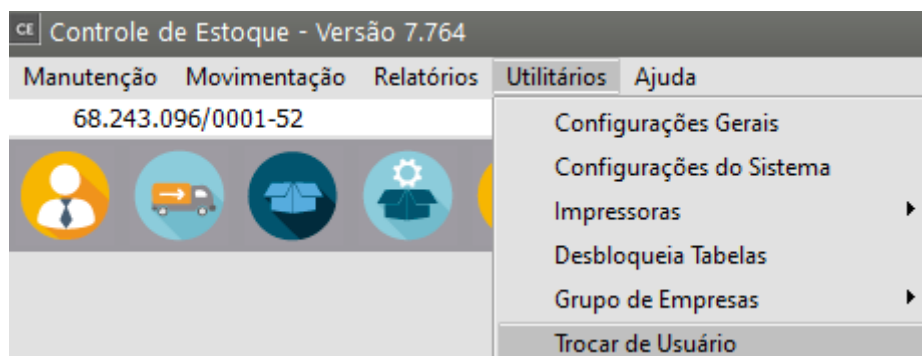 CE Controle de Estoque - Versão 7.764
Manutenção Movimentação Relatórios Utilitários Ajuda
68.243.096/0001-52
Configurações Gerais
Configurações do Sistema
Impressoras
Desbloqueia Tabelas
Grupo de Empresas
Trocar de Usuário